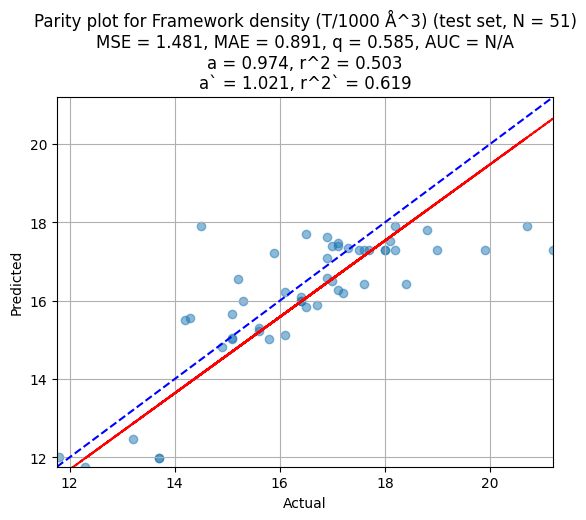 Parity plot for Framework density (T/1000 Å^3) (test set, N = 51)
MSE = 1.481, MAE = 0.891, q = 0.585, AUC = N/A
a = 0.974, r^2 = 0.503
a` = 1.021, r^2` = 0.619
20
18
16
14
12
Predicted
12 14 16 18 20
Actual